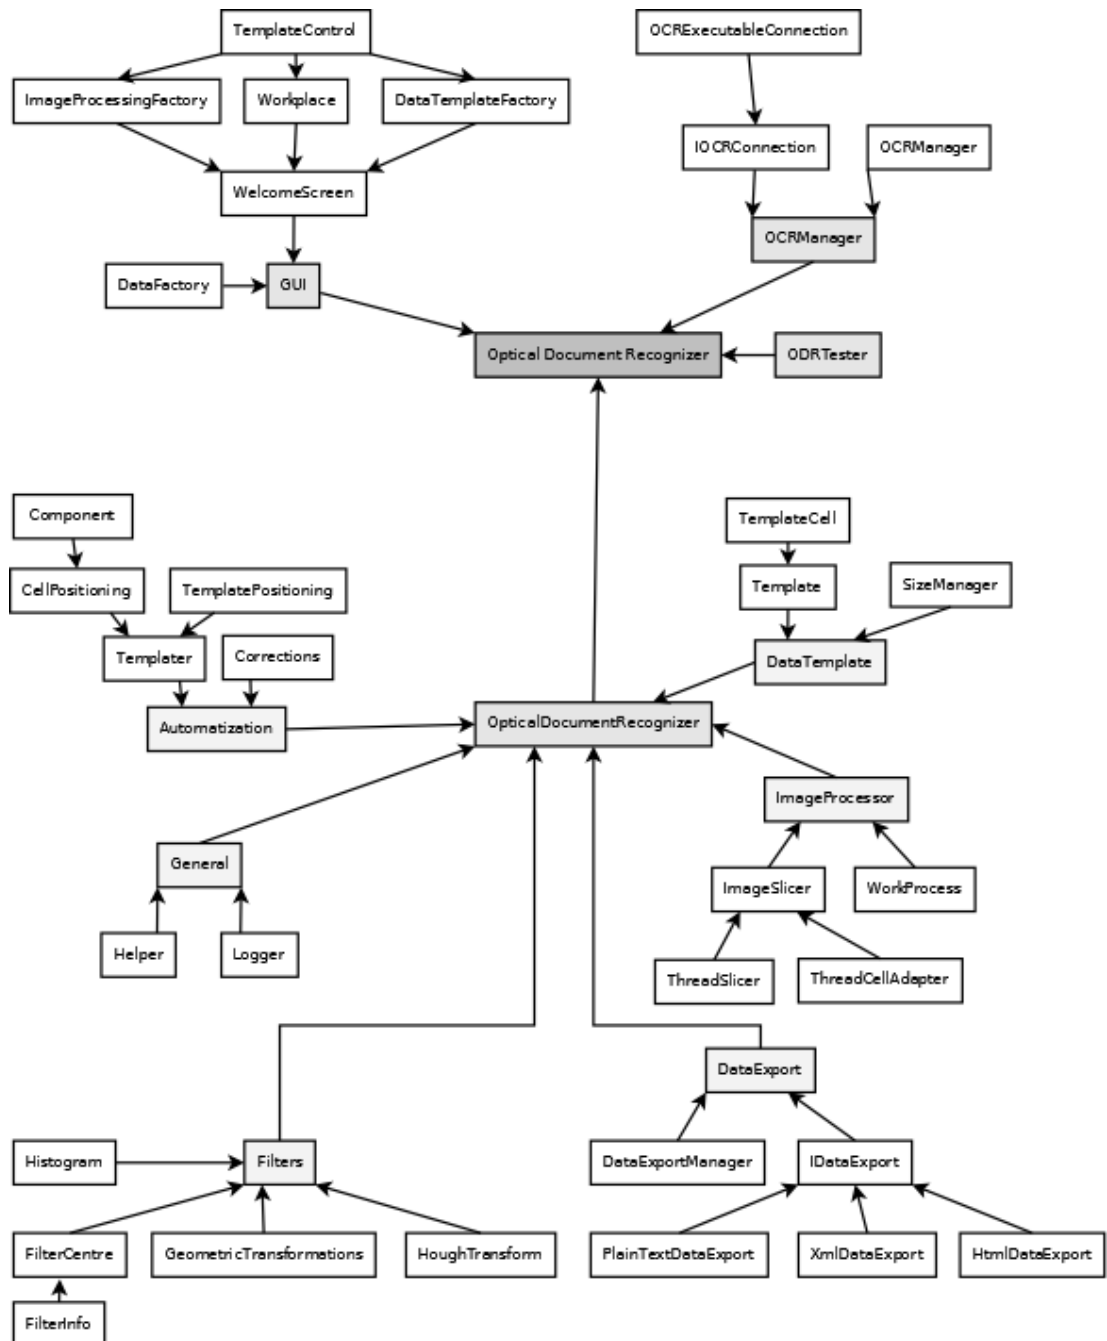 TemplateControl
OCRExecutableConnection
ImageProcessingFactory
Workplace
DataTemplateFactory
IOCRConnection
OCRManager
WelcomeScreen
OCRManager
DataFactory
GUI
Optical Document Recognizer
ODRTester
Component
TemplateCell
CellPositioning
TemplatePositioning
Template
SizeManager
Templater
Corrections
DataTemplate
Automatization
OpticalDocumentRecognizer
ImageProcessor
General
ImageSlicer
WorkProcess
Helper
Logger
ThreadSlicer
ThreadCellAdapter
DataExport
Histogram
Filters
DataExportManager
IDataExport
FilterCentre
GeometricTransformations
HoughTransform
PlainTextDataExport
XmlDataExport
HtmlDataExport
FilterInfo